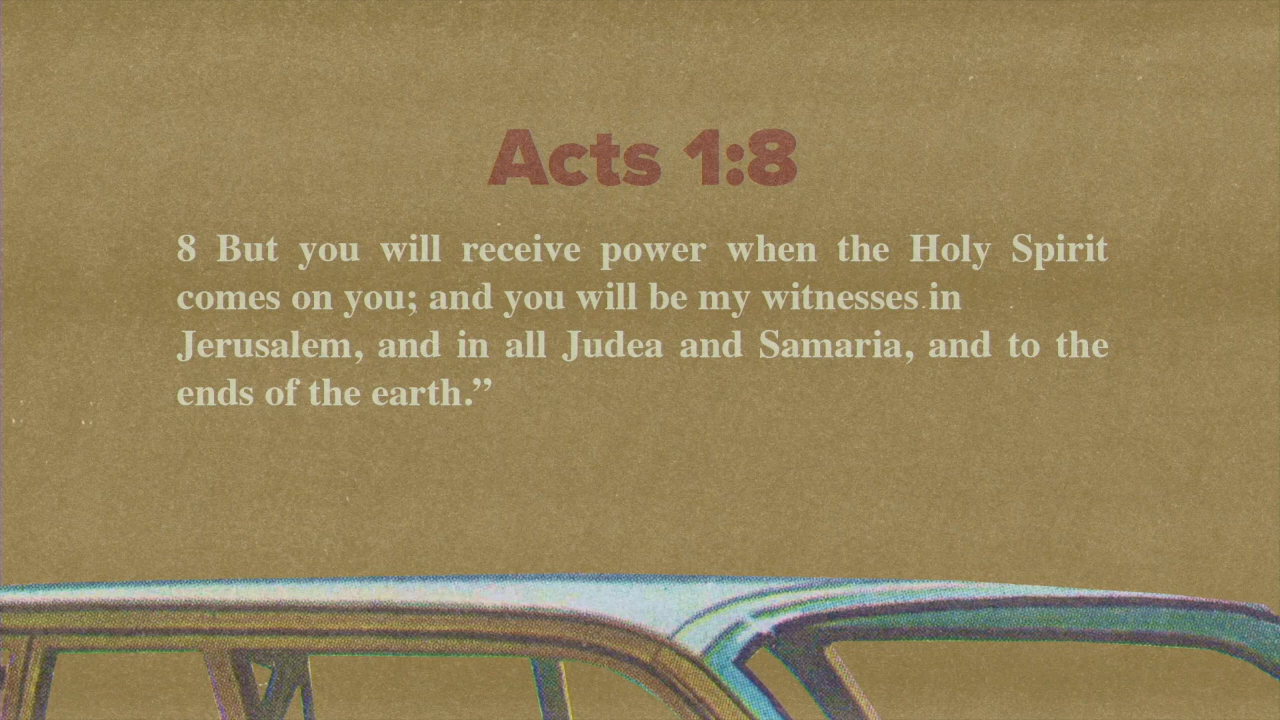 Acts 1:8
8 But you will receive power when the Holy Spirit
comes on you; and you will be my witnesses in
Jerusalem, and in all Judea and Samaria, and to the
ends of the earth.”